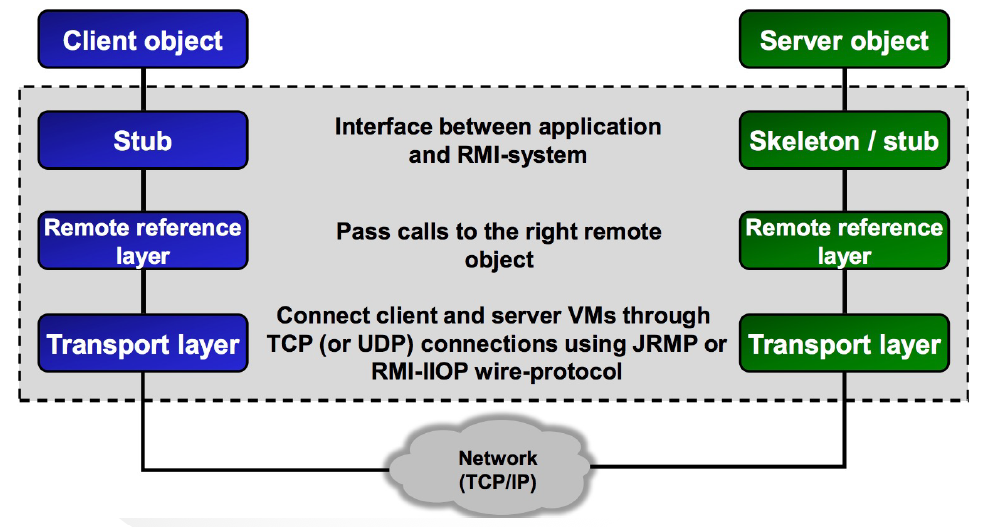 Client object
Server object
Stub
Interface between application
and RMI-system
Skeleton / stub
Remote reference
layer
Pass calls to the right remote
object
Remote reference
layer
Transport layer
Connect client and server VMs through
TCP (or UDP) connections using JRMP or
RMI-IIOP wire-protocol
Transport layer
Network
(TCP/IP)